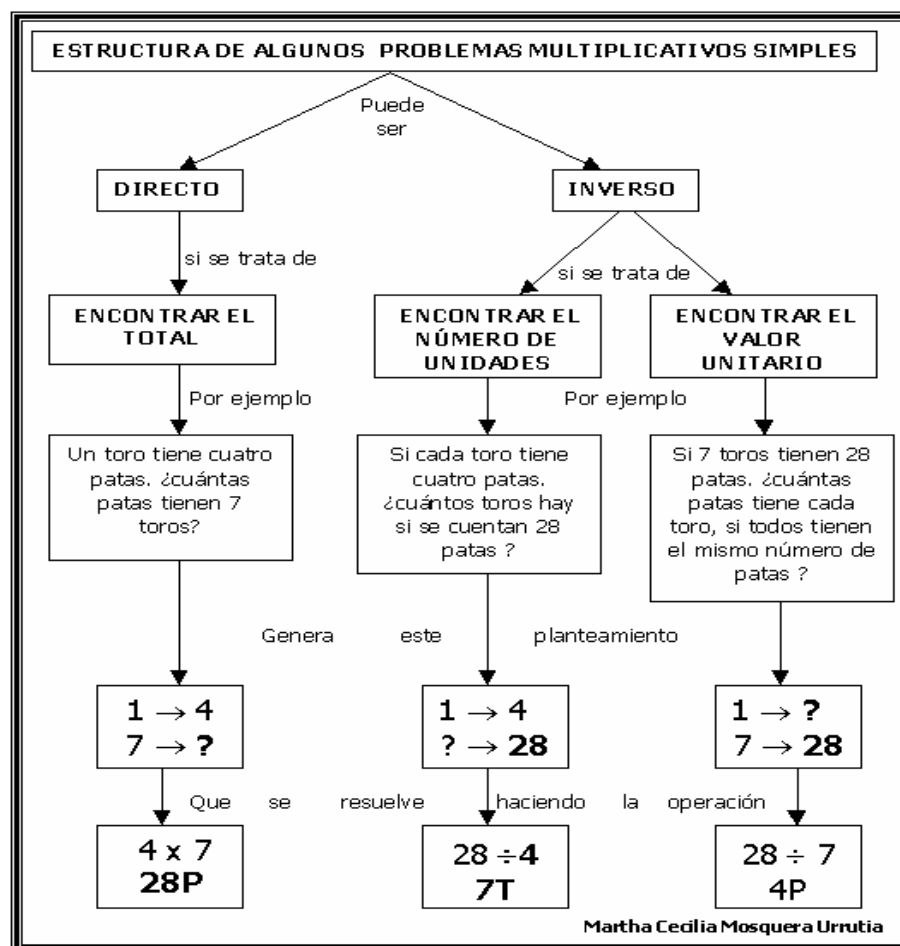 ESTRUCTURA DE ALGUNOS PROBLEMAS MULTIPLICATIVOS SIMPLES
Puede
ser
DIRECTO
INVERSO
si se trata de
si se trata de
ENCONTRAR EL
TOTAL
ENCONTRAR EL
NÚMERO DE
UNIDADES
ENCONTRAR EL
VALOR
UNITARIO
Por ejemplo
Por ejemplo
Un toro tiene cuatro
patas. ¿cuántas
patas tienen 7
toros?
Si cada toro tiene
cuatro patas.
¿cuántos toros hay
si se cuentan 28
patas ?
Si 7 toros tienen 28
patas. ¿cuántas
patas tiene cada
toro, si todos tienen
el mismo número de
patas ?
Genera este planteamiento
1 → 4
7 → ?
1 → 4
? → 28
1 → ?
7 → 28
Que se resuelve haciendo la operación
4 x 7
28P
28 ÷4
7T
28 ÷ 7
4P
Martha Cecilia Mosquera Urrutia